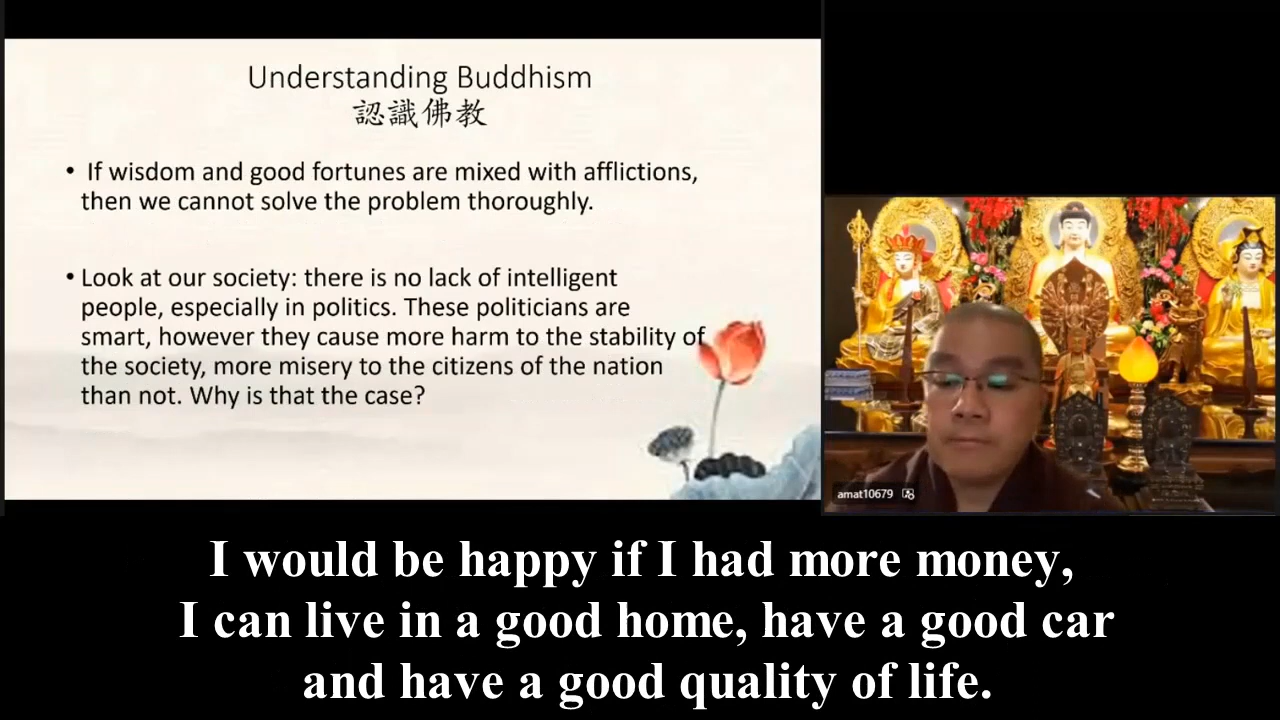 Understanding Buddhism
認識佛教
• If wisdom and good fortunes are mixed with afflictions,
then we cannot solve the problem thoroughly.
• Look at our society: there is no lack of intelligent
people, especially in politics. These politicians are
smart, however they cause more harm to the stability of
the society, more misery to the citizens of the nation
than not. Why is that the case?
amat10679
I would be happy if I had more money,
I can live in a good home, have a good car
and have a good quality of life.